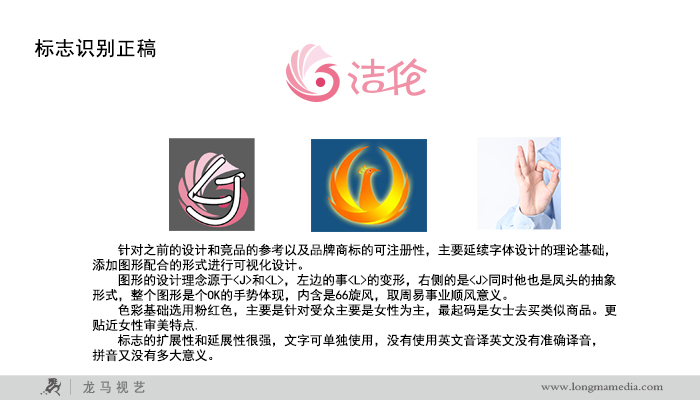 标志识别正稿
洁伦
针对之前的设计和竞品的参考以及品牌商标的可注册性，主要延续字体设计的理论基础，
添加图形配合的形式进行可视化设计。
图形的设计理念源于<J>和<L>，左边的事<L>的变形，右侧的是<J>同时他也是凤头的抽象
形式，整个图形是个OK的手势体现，内含是66旋风，取周易事业顺风意义。
色彩基础选用粉红色，主要是针对受众主要是女性为主，最起码是女士去买类似商品。更
贴近女性审美特点.
标志的扩展性和延展性很强，文字可单独使用，没有使用英文音译英文没有准确译音，
拼音又没有多大意义。
龙马视艺
www.longmamedia.com